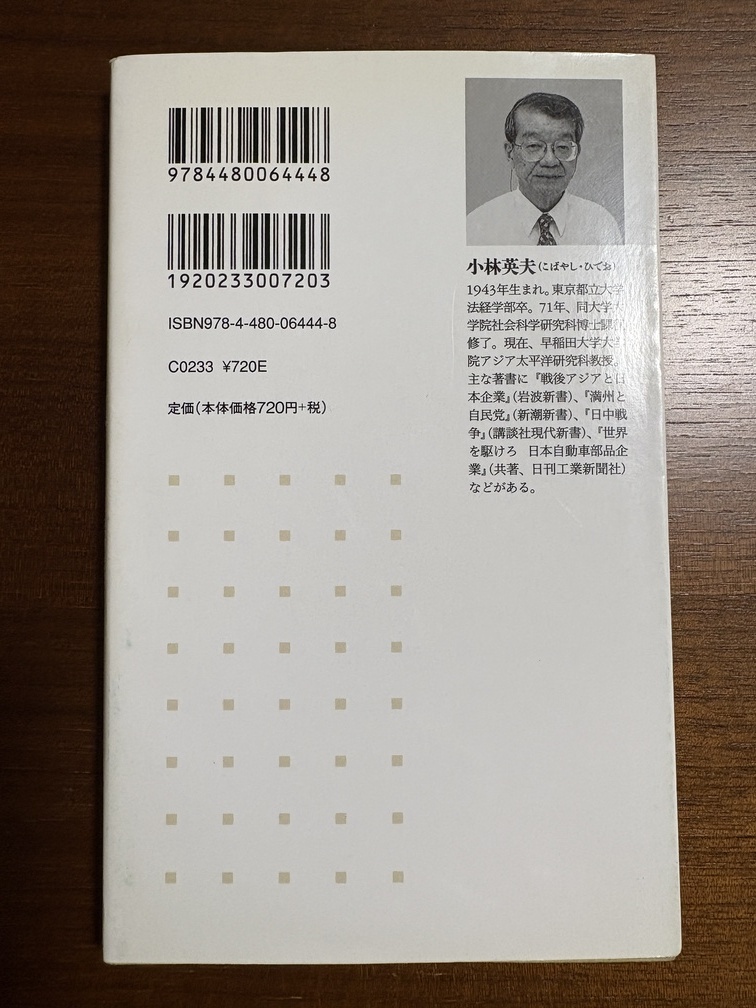 9784480064448
1920233007203
ISBN978-4-480-06444-8
C0233 ¥720E
定価(本体価格720円+税)
小林英夫(こばやし・ひでお)
1943年生まれ。東京都立大学
法経学部卒。71年、同大学大
学院社会科学研究科博士課程
修了。現在、早稲田大学大学
院アジア太平洋研究科教授。
主な著書に『戦後アジアと日
本企業』(岩波新書)、『満州と
自民党』(新潮新書)、『日中戦
争』(講談社現代新書)、『世界
を駆けろ 日本自動車部品企
業』(共著、日刊工業新聞社)
などがある。